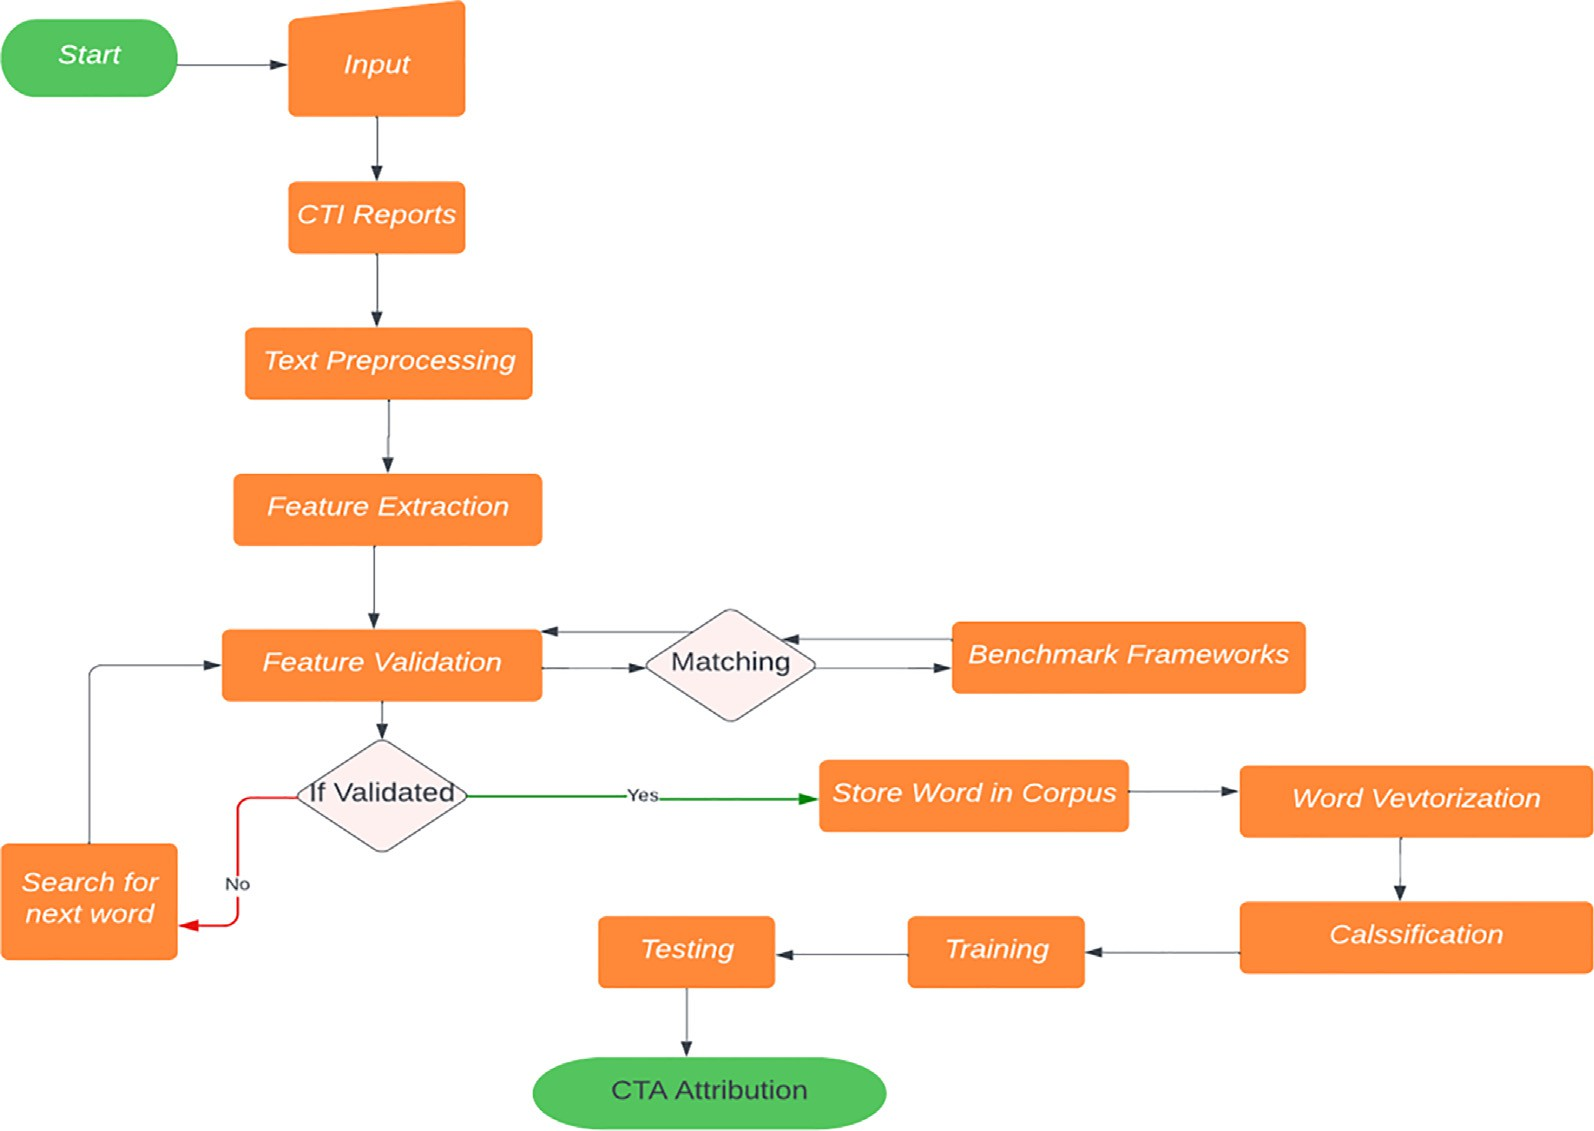 Start
Input
CTI Reports
Text Preprocessing
Feature Extraction
Feature Validation
Matching
Benchmark Frameworks
If Validated
Yes
Store Word in Corpus
Word Vevtorization
No
Search for
next word
Testing
Training
Calssification
CTA Attribution